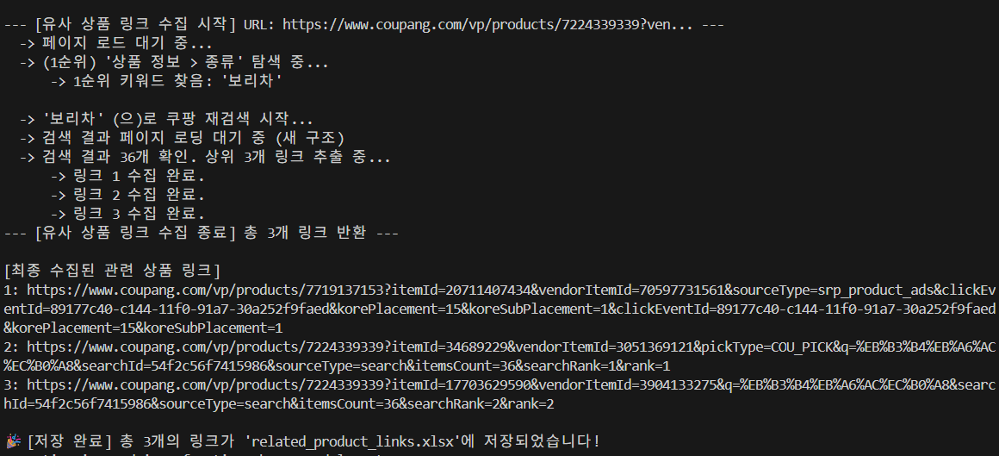 --- [유사 상품 링크 수집 시작] URL: https://www.coupang.com/vp/products/7224339339?ven... ---
-> 페이지 로드 대기 중...
-> (1순위) '상품 정보 > 종류' 탐색 중...
-> 1순위 키워드 찾음: '보리차'
-> '보리차' (으)로 쿠팡 재검색 시작...
-> 검색 결과 페이지 로딩 대기 중 (새 구조)
-> 검색 결과 36개 확인. 상위 3개 링크 추출 중...
-> 링크 1 수집 완료.
-> 링크 2 수집 완료.
-> 링크 3 수집 완료.
--- [유사 상품 링크 수집 종료] 총 3개 링크 반환 ---
[최종 수집된 관련 상품 링크]
1: https://www.coupang.com/vp/products/7719137153?itemId=20711407434&vendorItemId=70597731561&sourceType=srp_product_ads&clickEv
entId=89177c40-c144-11f0-91a7-30a252f9faed&korePlacement=15&koreSubPlacement=1&clickEventId=89177c40-c144-11f0-91a7-30a252f9faed
&korePlacement=15&koreSubPlacement=1
2: https://www.coupang.com/vp/products/7224339339?itemId=34689229&vendorItemId=3051369121&pickType=COU_PICK&q=%EB%B3%B4%EB%A6%AC
%EC%B0%A8&searchId=54f2c56f7415986&sourceType=search&itemsCount=36&searchRank=1&rank=1
3: https://www.coupang.com/vp/products/7224339339?itemId=17703629590&vendorItemId=3904133275&q=%EB%B3%B4%EB%A6%AC%EC%B0%A8&searc
hId=54f2c56f7415986&sourceType=search&itemsCount=36&searchRank=2&rank=2
🎉 [저장 완료] 총 3개의 링크가 'related_product_links.xlsx'에 저장되었습니다!